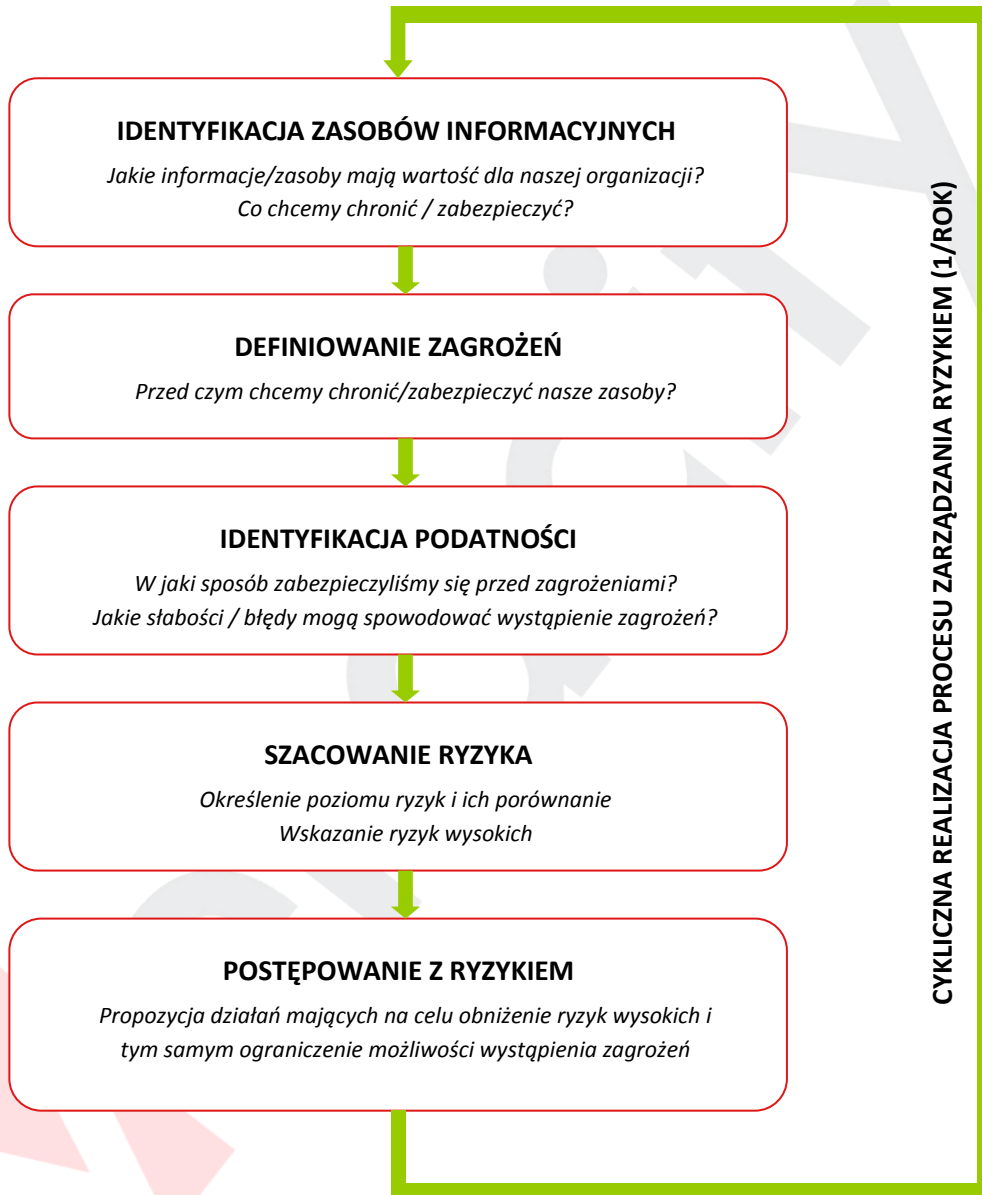 IDENTYFIKACJA ZASOBÓW INFORMACYJNYCH
Jakie informacje/zasoby mają wartość dla naszej organizacji?
Co chcemy chronić / zabezpieczyć?
DEFINIOWANIE ZAGROŻEŃ
Przed czym chcemy chronić/zabezpieczyć nasze zasoby?
IDENTYFIKACJA PODATNOŚCI
W jaki sposób zabezpieczyliśmy się przed zagrożeniami?
Jakie słabości / błędy mogą spowodować wystąpienie zagrożeń?
SZACOWANIE RYZYKA
Określenie poziomu ryzyk i ich porównanie
Wskazanie ryzyk wysokich
POSTĘPOWANIE Z RYZYKIEM
Propozycja działań mających na celu obniżenie ryzyk wysokich i
tym samym ograniczenie możliwości wystąpienia zagrożeń
CYKLICZNA REALIZACJA PROCESU ZARZĄDZANIA RYZYKIEM (1/ROK)